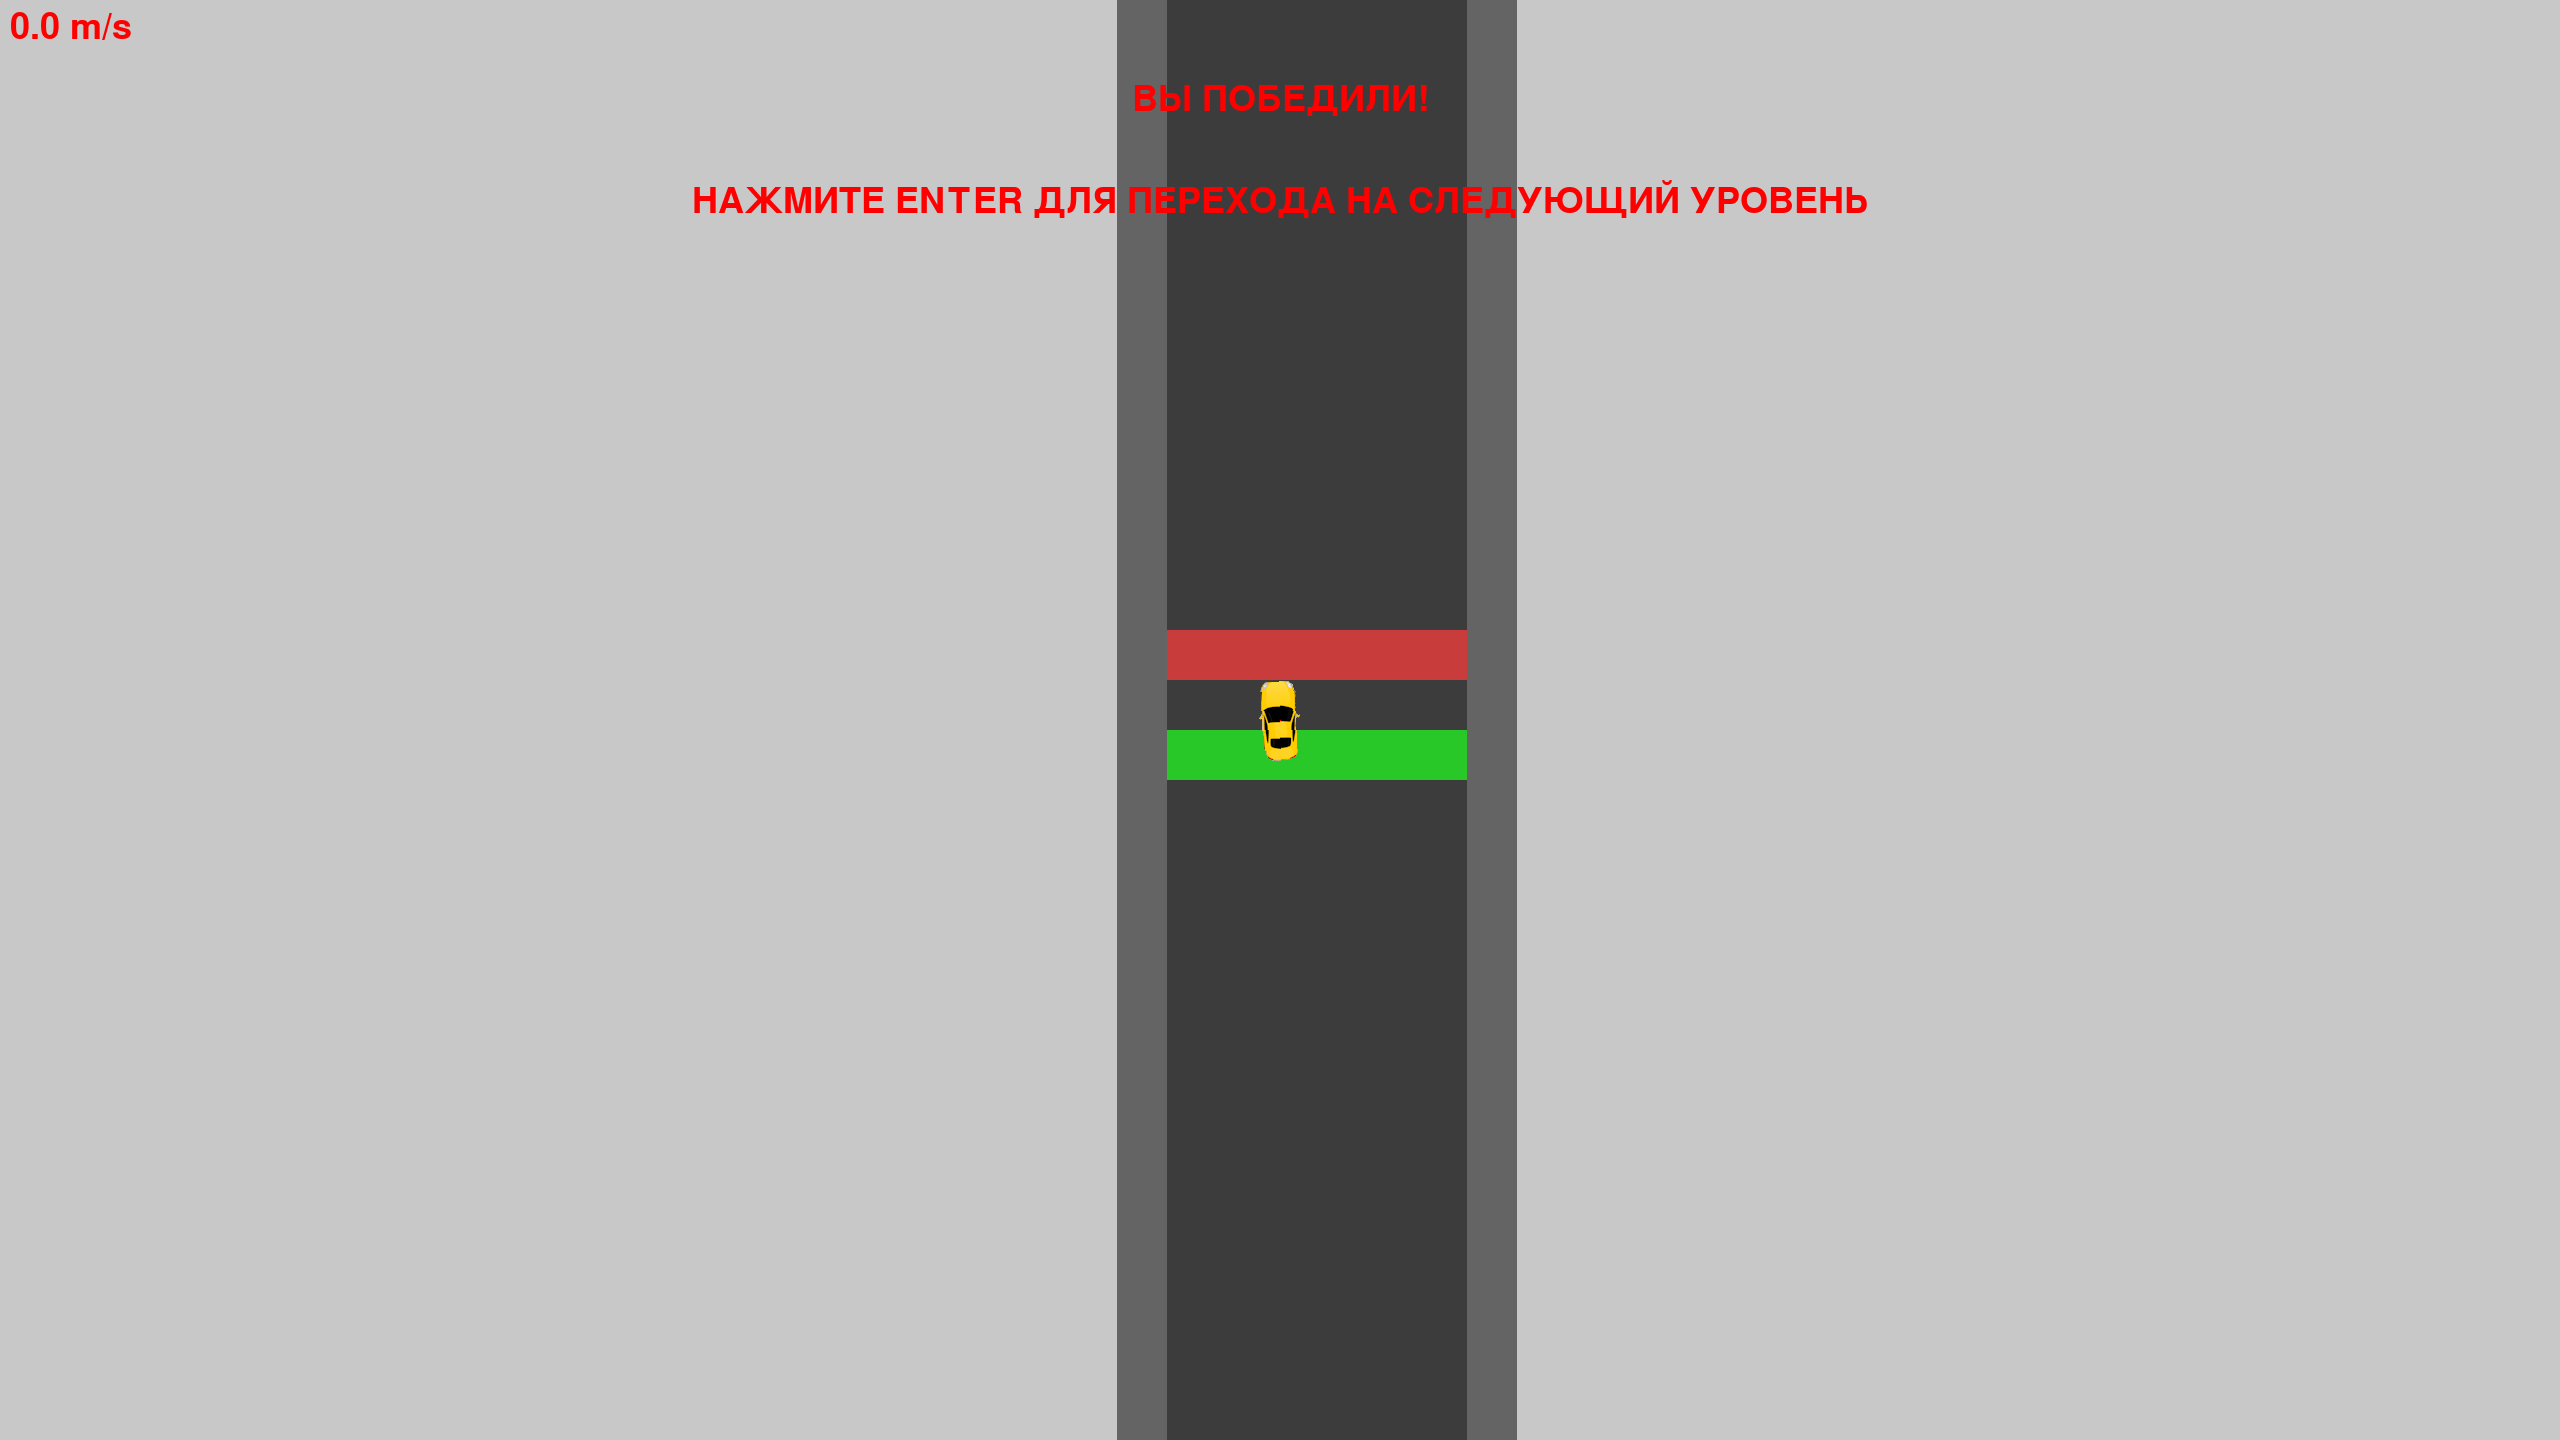 0.0 m/s
ВЫ ПОБЕДИЛИ!
НАЖМИТЕ ENTER ДЛЯ ПЕРЕХОДА НА СЛЕДУЮЩИЙ УРОВЕНЬ